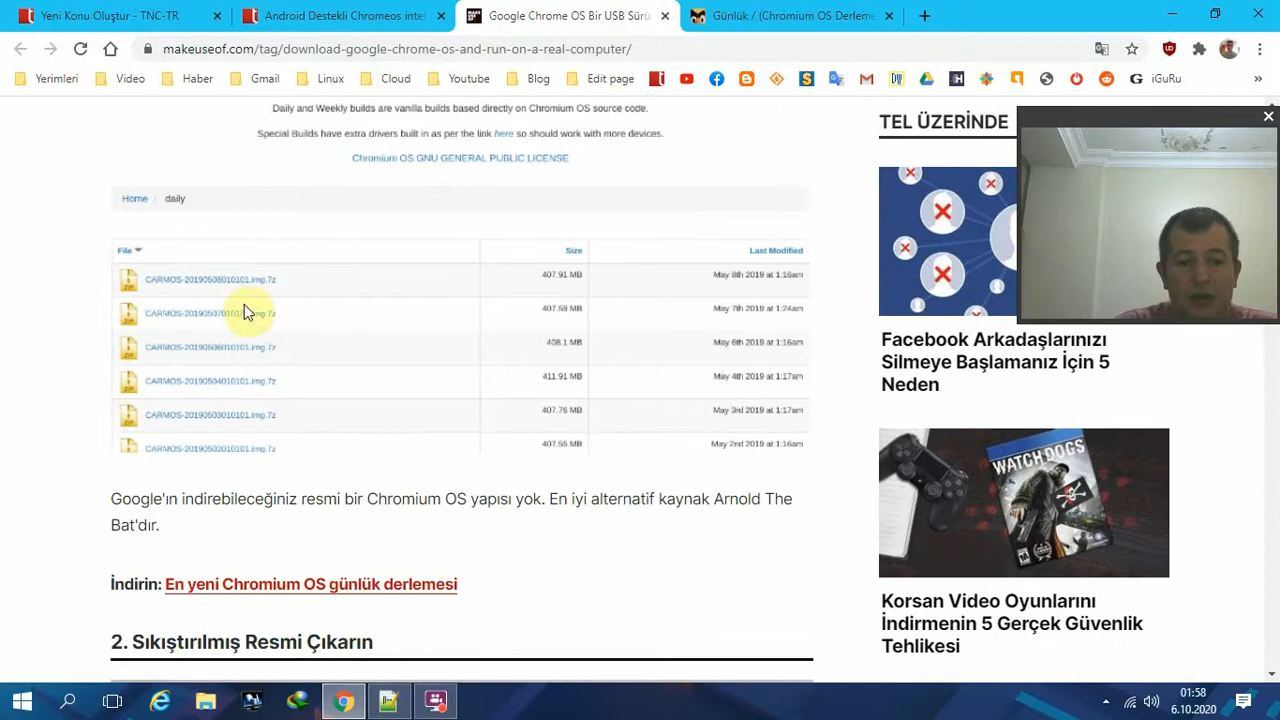 Yeni Konu Oluştur - TNC-TR
Android Destekli Chromeos intel
Google Chrome OS Bir USB Sürü
Günlük / (Chromium OS Derleme
makeuseof.com/tag/download-google-chrome-os-and-run-on-a-real-computer/
Yerimleri
Video
Haber
Gmail
Linux
Cloud
Youtube
Blog
Edit page
iGuRu
Daily and Weekly builds are vanilla builds based directly on Chromium OS source code.
Special Builds have extra drivers built in as per the link here so should work with more devices.
Chromium OS GNU GENERAL PUBLIC LICENSE
Home / daily
File Size Last Modified
CARMOS-20190508010101.img.7z 407.91 MB May 8th 2019 at 1:16am
CARMOS-20190507010101.img.7z 407.59 MB May 7th 2019 at 1:24am
CARMOS-20190506010101.img.7z 408.1 MB May 6th 2019 at 1:16am
CARMOS-20190504010101.img.7z 411.91 MB May 4th 2019 at 1:17am
CARMOS-20190503010101.img.7z 407.76 MB May 3rd 2019 at 1:17am
CARMOS-20190502010101.img.7z 407.55 MB May 2nd 2019 at 1:16am
Google'ın indirebileceğiniz resmi bir Chromium OS yapısı yok. En iyi alternatif kaynak Arnold The
Bat'dır.
İndirin: En yeni Chromium OS günlük derlemesi
2. Sıkıştırılmış Resmi Çıkarın
TEL ÜZERİNDE
Facebook Arkadaşlarınızı
Silmeye Başlamanız İçin 5
Neden
WATCH DOGS
Korsan Video Oyunlarını
İndirmenin 5 Gerçek Güvenlik
Tehlikesi
01:58
6.10.2020